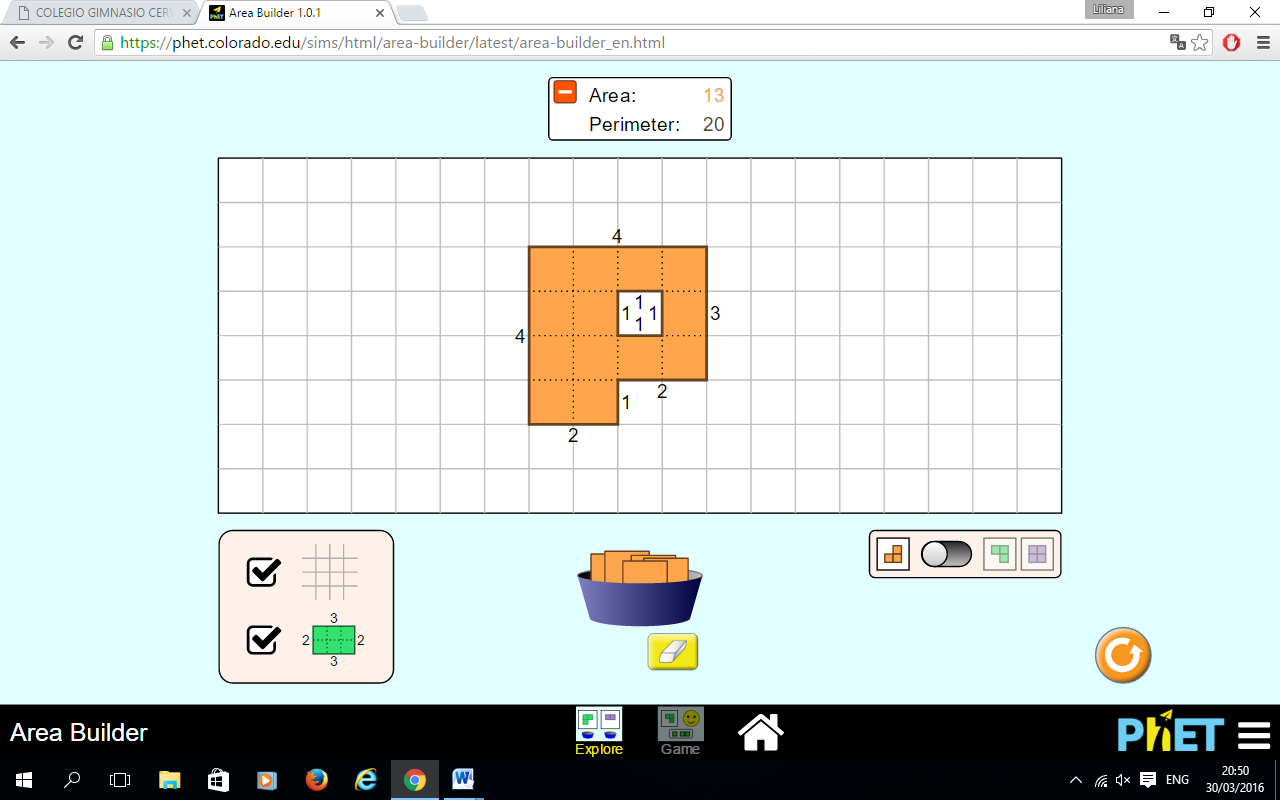 COLEGIO GIMNASIO CER
Area Builder 1.0.1
Liliana
https://phet.colorado.edu/sims/html/area-builder/latest/area-builder_en.html
Area: 13
Perimeter: 20
4
1
1 1
3
1
4
2
1
2
3
2 2
3
Area Builder
Explore
Game
PhET
ENG
20:50
30/03/2016